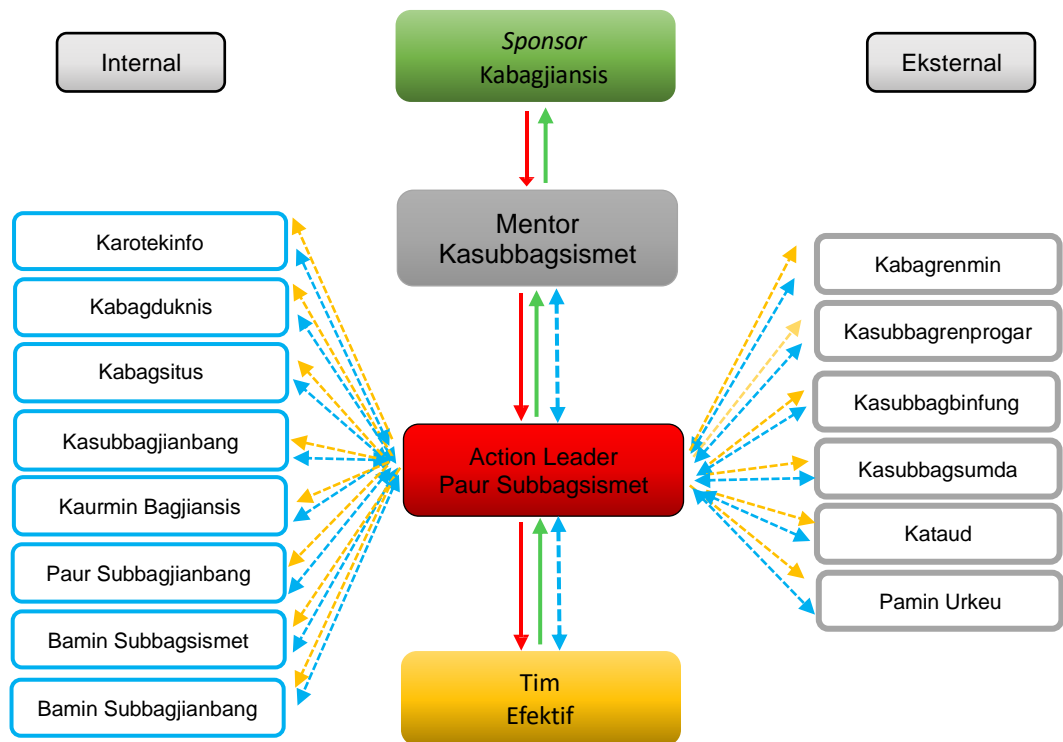 Internal
Sponsor
Kabagjiansis
Eksternal
Mentor
Kasubbagsismet
Karotekinfo
Kabagduknis
Kabagsitus
Kasubbagjianbang
Kaurmin Bagjiansis
Paur Subbagjianbang
Bamin Subbagsismet
Bamin Subbagjianbang
Action Leader
Paur Subbagsismet
Tim
Efektif
Kabagrenmin
Kasubbagrenprogar
Kasubbagbinfung
Kasubbagsumda
Kataud
Pamin Urkeu